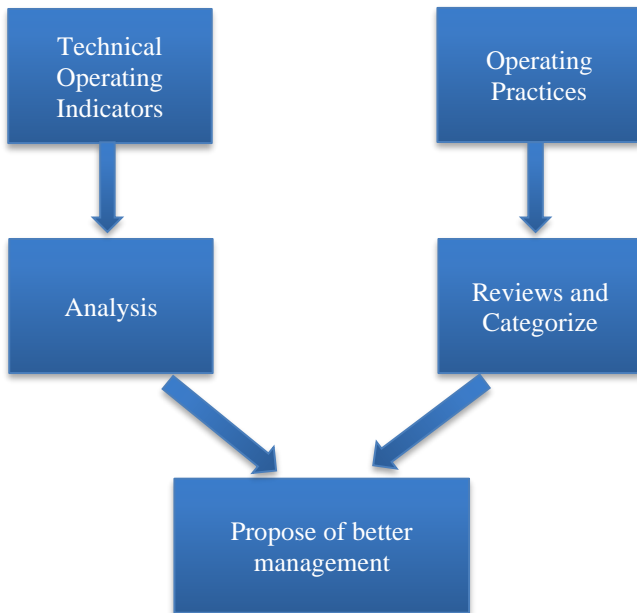 Technical
Operating
Indicators
Operating
Practices
Analysis
Reviews and
Categorize
Propose of better
management